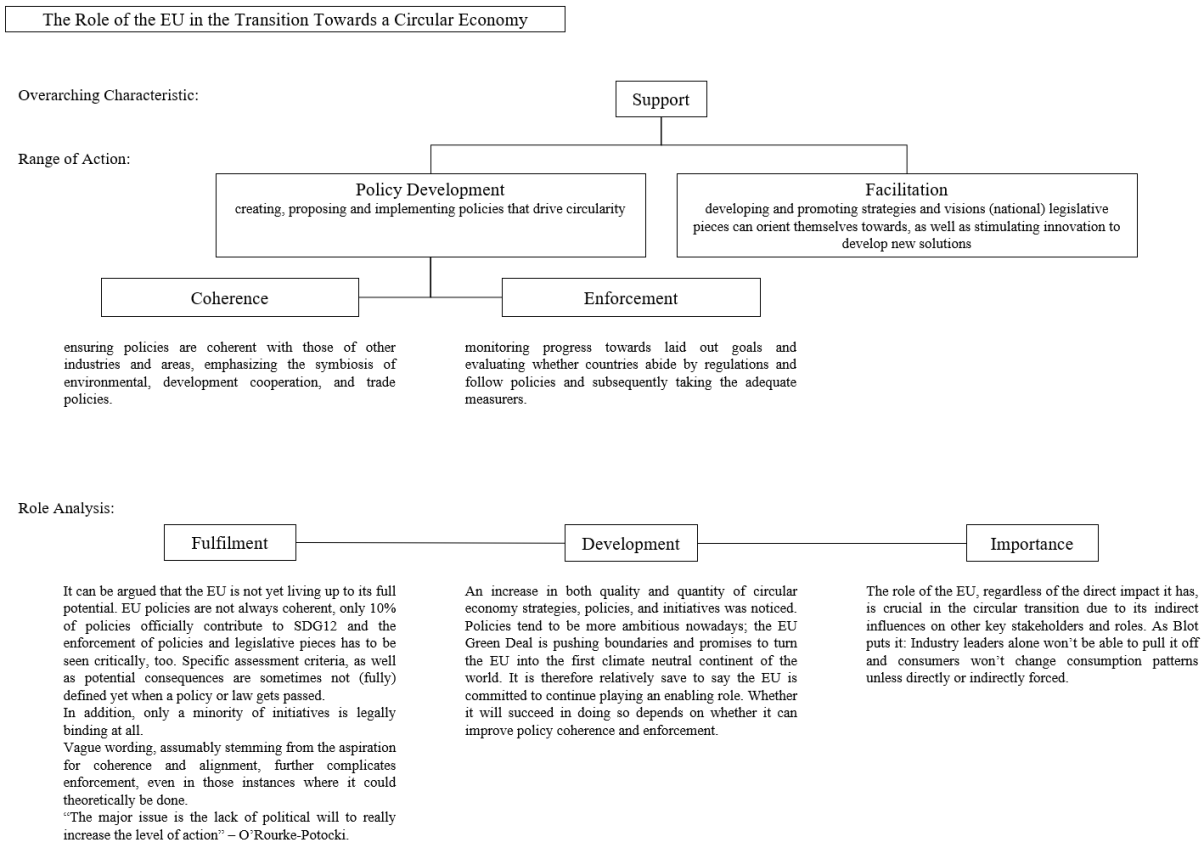 The Role of the EU in the Transition Towards a Circular Economy
Overarching Characteristic:
Support
Range of Action:
Policy Development
creating, proposing and implementing policies that drive circularity
Facilitation
developing and promoting strategies and visions (national) legislative
pieces can orient themselves towards, as well as stimulating innovation to
develop new solutions
Coherence
Enforcement
ensuring policies are coherent with those of other
industries and areas, emphasizing the symbiosis of
environmental, development cooperation, and trade
policies.
monitoring progress towards laid out goals and
evaluating whether countries abide by regulations and
follow policies and subsequently taking the adequate
measurers.
Role Analysis:
Fulfilment
Development
Importance
It can be argued that the EU is not yet living up to its full
potential. EU policies are not always coherent, only 10%
of policies officially contribute to SDG12 and the
enforcement of policies and legislative pieces has to be
seen critically, too. Specific assessment criteria, as well
as potential consequences are sometimes not (fully)
defined yet when a policy or law gets passed.
In addition, only a minority of initiatives is legally
binding at all.
Vague wording, assumably stemming from the aspiration
for coherence and alignment, further complicates
enforcement, even in those instances where it could
theoretically be done.
“The major issue is the lack of political will to really
increase the level of action” – O’Rourke-Potocki.
An increase in both quality and quantity of circular
economy strategies, policies, and initiatives was noticed.
Policies tend to be more ambitious nowadays; the EU
Green Deal is pushing boundaries and promises to turn
the EU into the first climate neutral continent of the
world. It is therefore relatively save to say the EU is
committed to continue playing an enabling role. Whether
it will succeed in doing so depends on whether it can
improve policy coherence and enforcement.
The role of the EU, regardless of the direct impact it has,
is crucial in the circular transition due to its indirect
influences on other key stakeholders and roles. As Blot
puts it: Industry leaders alone won’t be able to pull it off
and consumers won’t change consumption patterns
unless directly or indirectly forced.